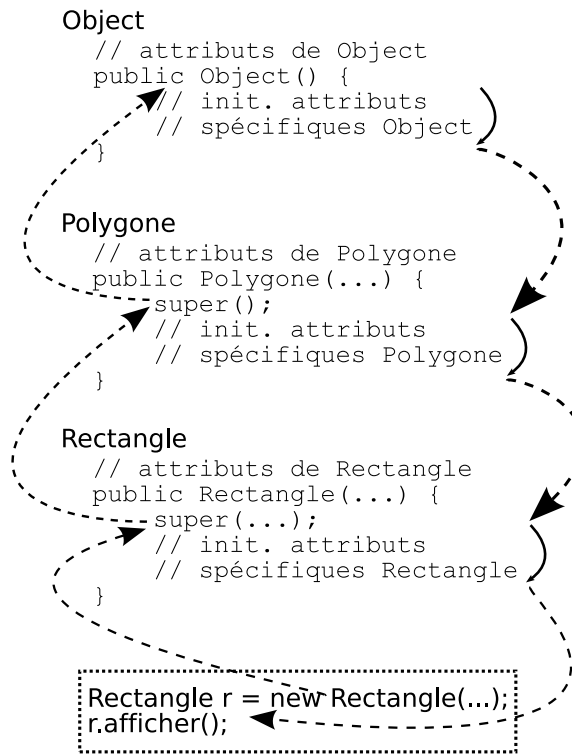 Object
// attributs de Object
public Object() {
// init. attributs
// spécifiques Object
}
Polygone
// attributs de Polygone
public Polygone(...) {
super();
// init. attributs
// spécifiques Polygone
}
Rectangle
// attributs de Rectangle
public Rectangle(...) {
super(...);
// init. attributs
// spécifiques Rectangle
}
Rectangle r = new Rectangle(...);
r.afficher();